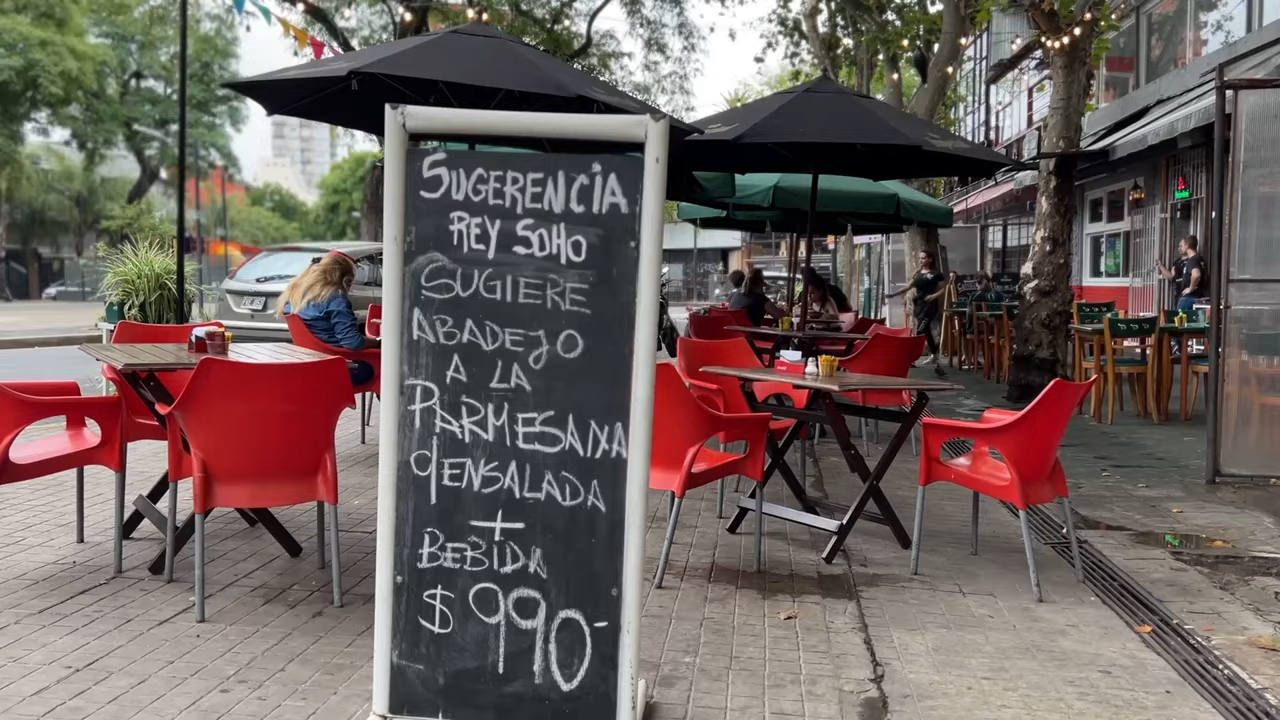 SUGERENCIA
REY SOHO
SUGIERE
ABADEJO
A LA
PARMESANA
C/ENSALADA
+
BEBIDA
$990-